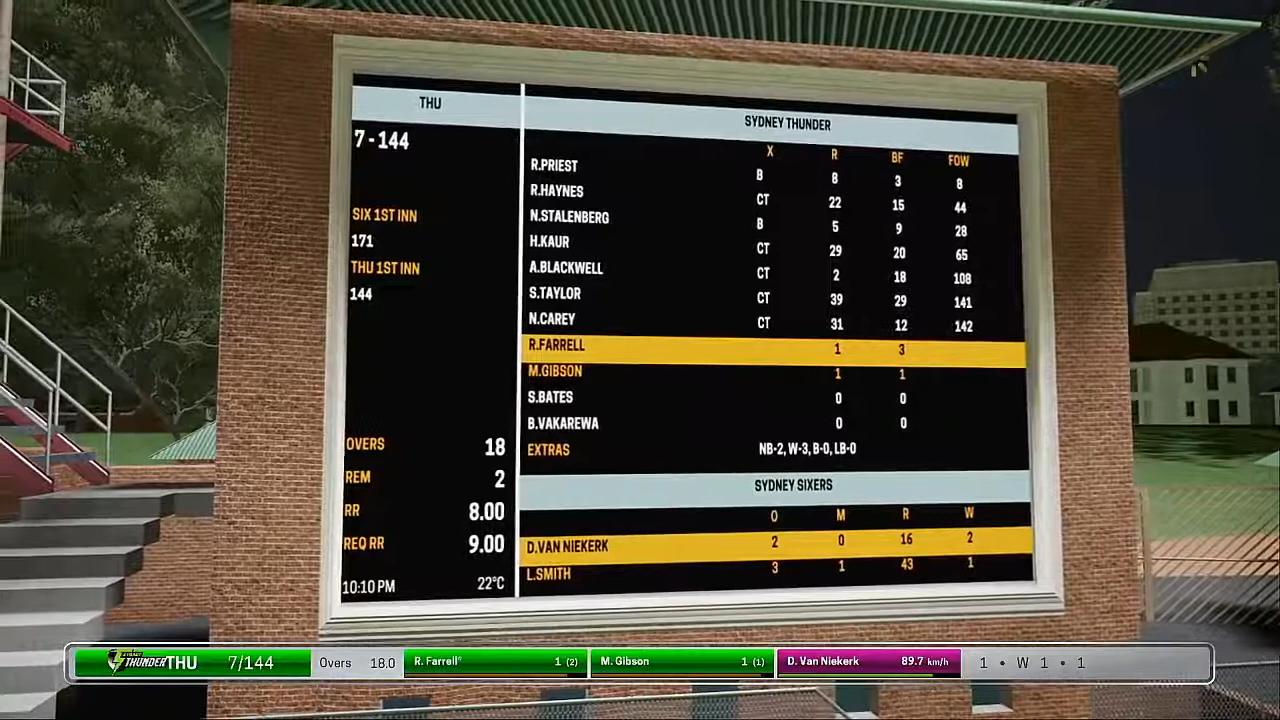 THU
7-144
SIX 1ST INN
171
THU 1ST INN
144
OVERS 18
REM 2
RR 8.00
REQ RR 9.00
10:10 PM 22°C
SYDNEY THUNDER
X R BF FOW
R.PRIEST B 8 3 8
R.HAYNES CT 22 15 44
N.STALENBERG B 5 9 28
H.KAUR CT 29 20 65
A.BLACKWELL CT 2 18 108
S.TAYLOR CT 39 29 141
N.CAREY CT 31 12 142
R.FARRELL 1 3
M.GIBSON 1 1
S.BATES 0 0
B.VAKAREWA 0 0
EXTRAS NB-2, W-3, B-0, LB-0
SYDNEY SIXERS
O M R W
D.VAN NIEKERK 2 0 16 2
L.SMITH 3 1 43 1
THUNDER THU 7/144 Overs 18.0 R. Farrell* 1 (2) M. Gibson 1 (1) D. Van Niekerk 89.7 km/h 1 • W 1 • 1